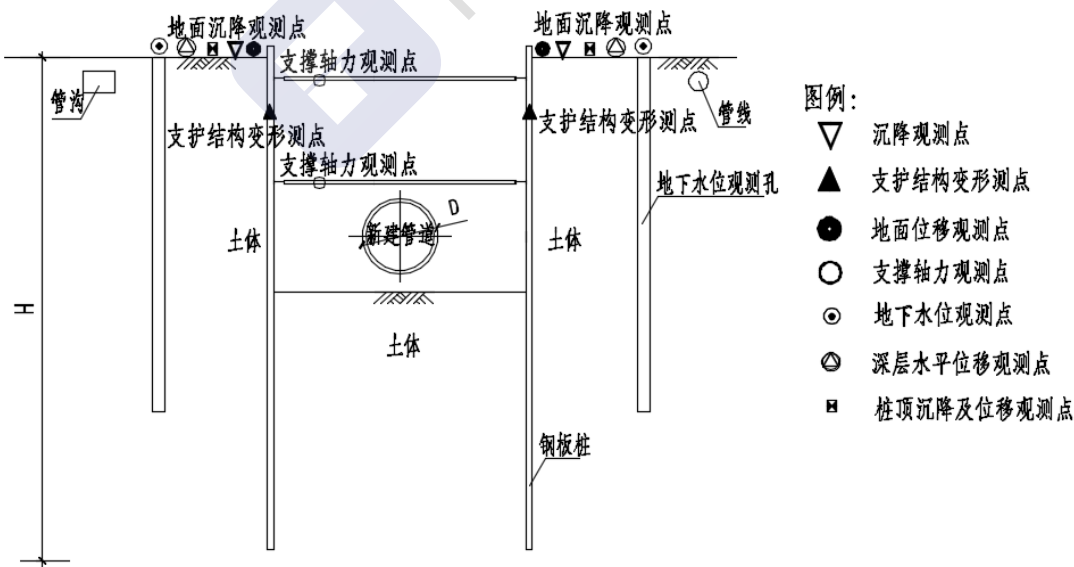 地面沉降观测点
地面沉降观测点
支撑轴力观测点
管沟
管线
支护结构变形测点
支护结构变形测点
支撑轴力观测点
地下水位观测孔
D
土体
新建管道
土体
H
土体
钢板桩
图例：
沉降观测点
支护结构变形测点
地面位移观测点
支撑轴力观测点
地下水位观测点
深层水平位移观测点
桩顶沉降及位移观测点